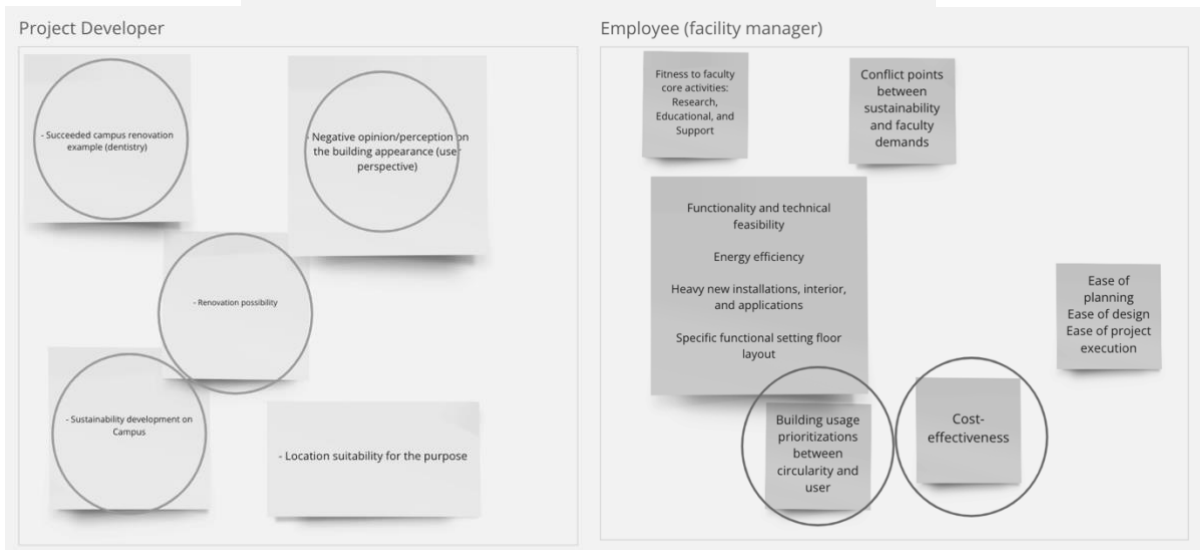 Project Developer
- Succeeded campus renovation
example (dentistry)
- Negative opinion/perception on
the building appearance (user
perspective)
- Renovation possibility
- Sustainability development on
Campus
- Location suitability for the purpose
Employee (facility manager)
Fitness to faculty
core activities:
Research,
Educational, and
Support
Conflict points
between
sustainability
and faculty
demands
Functionality and technical
feasibility
Energy efficiency
Heavy new installations, interior,
and applications
Specific functional setting floor
layout
Ease of
planning
Ease of design
Ease of project
execution
Building usage
prioritizations
between
circularity and
user
Cost-
effectiveness